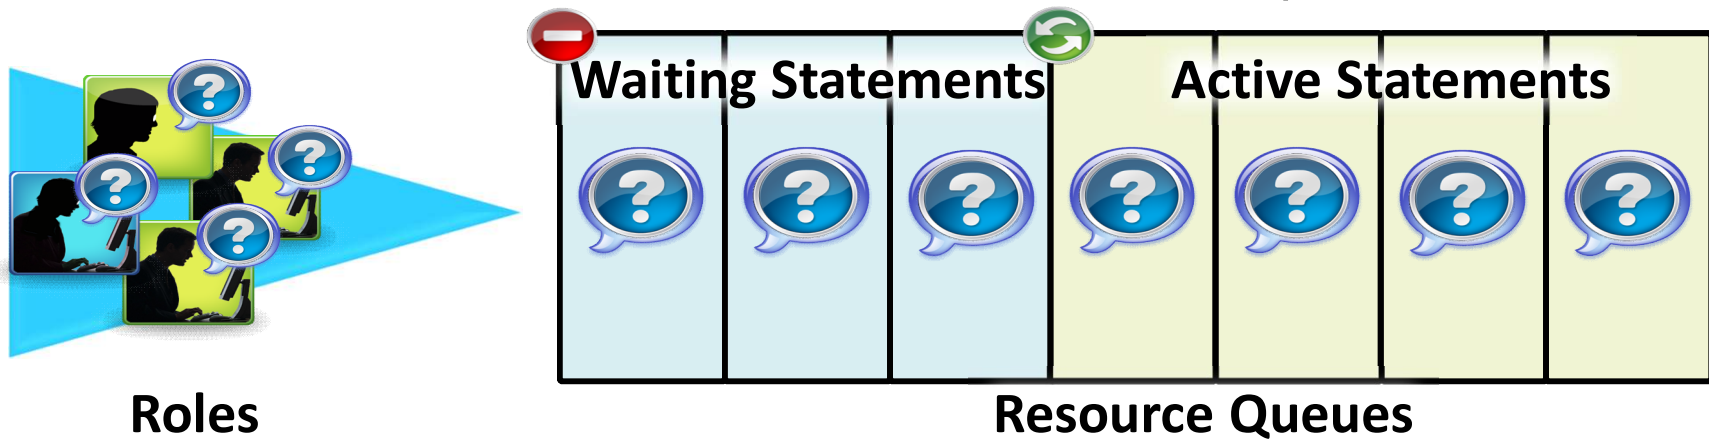 Waiting Statements
Active Statements
? ? ? ?
? ? ? ? ? ? ?
Roles
Resource Queues